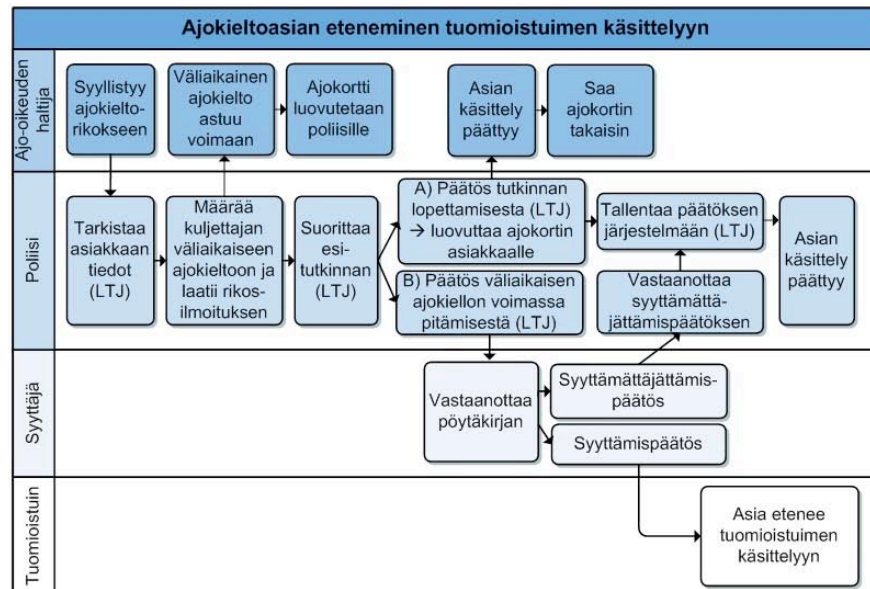 Ajokieltoasian eteneminen tuomioistuimen käsittelyyn
Ajo-oikeuden
haltija
Syyllistyy
ajokielto-
rikokseen
Väliaikainen
ajokielto
astuu
voimaan
Ajokortti
luovutetaan
poliisille
Asian
käsittely
päättyy
Saa
ajokortin
takaisin
Poliisi
Tarkistaa
asiakkaan
tiedot
(LTJ)
Määrää
kuljettajan
väliaikaiseen
ajokieltoon ja
laatii rikos-
ilmoituksen
Suorittaa
esi-
tutkinnan
(LTJ)
A) Päätös tutkinnan
lopettamisesta (LTJ)
→ luovuttaa ajokortin
asiakkaalle
B) Päätös väliaikaisen
ajokiellon voimassa
pitämisestä (LTJ)
Tallentaa päätöksen
järjestelmään (LTJ)
Vastaanottaa
syyttämättä-
jättämispäätöksen
Asian
käsittely
päättyy
Syyttäjä
Vastaanottaa
pöytäkirjan
Syyttämättäjättämis-
päätös
Syyttämispäätös
Tuomioistuin
Asia etenee
tuomioistuimen
käsittelyyn